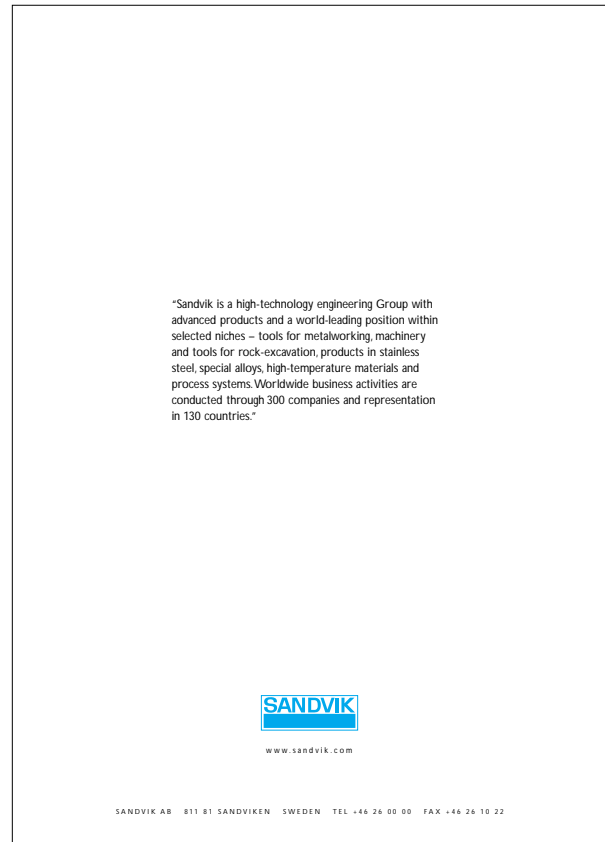 “Sandvik is a high-technology engineering Group with
advanced products and a world-leading position within
selected niches – tools for metalworking, machinery
and tools for rock-excavation, products in stainless
steel, special alloys, high-temperature materials and
process systems. Worldwide business activities are
conducted through 300 companies and representation
in 130 countries.”
SANDVIK
www.sandvik.com
SANDVIK AB 811 81 SANDVIKEN SWEDEN TEL +46 26 00 00 FAX +46 26 10 22